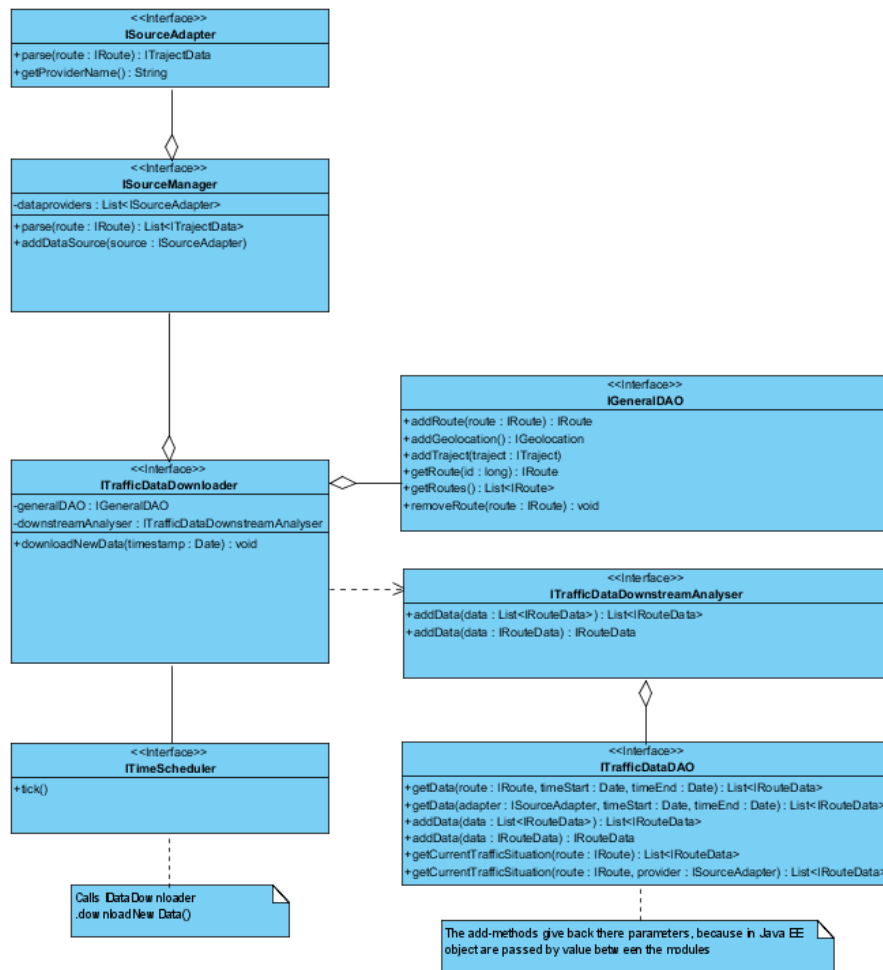 <<Interface>>
ISourceAdapter
+parse(route : IRoute) : ITrajectData
+getProviderName() : String
<<Interface>>
ISourceManager
-dataproviders : List<ISourceAdapter>
+parse(route : IRoute) : List<ITrajectData>
+addDataSource(source : ISourceAdapter)
<<Interface>>
IGeneralDAO
+addRoute(route : IRoute) : IRoute
+addGeolocation() : IGeolocation
+addTraject(traject : ITraject)
+getRoute(id : long) : IRoute
+getRoutes() : List<IRoute>
+removeRoute(route : IRoute) : void
<<Interface>>
ITrafficDataDownloader
-generalDAO : IGeneralDAO
-downstreamAnalyser : ITrafficDataDownstreamAnalyser
+downloadNewData(timestamp : Date) : void
<<Interface>>
ITrafficDataDownstreamAnalyser
+addData(data : List<IRouteData>) : List<IRouteData>
+addData(data : IRouteData) : IRouteData
<<Interface>>
ITimeScheduler
+tick()
<<Interface>>
ITrafficDataDAO
+getData(route : IRoute, timeStart : Date, timeEnd : Date) : List<IRouteData>
+getData(adapter : ISourceAdapter, timeStart : Date, timeEnd : Date) : List<IRouteData>
+addData(data : List<IRouteData>) : List<IRouteData>
+addData(data : IRouteData) : IRouteData
+getCurrentTrafficSituation(route : IRoute) : List<IRouteData>
+getCurrentTrafficSituation(route : IRoute, provider : ISourceAdapter) : List<IRouteData>
Calls IDataDownloader
.downloadNewData()
The add-methods give back there parameters, because in Java EE
object are passed by value between the modules